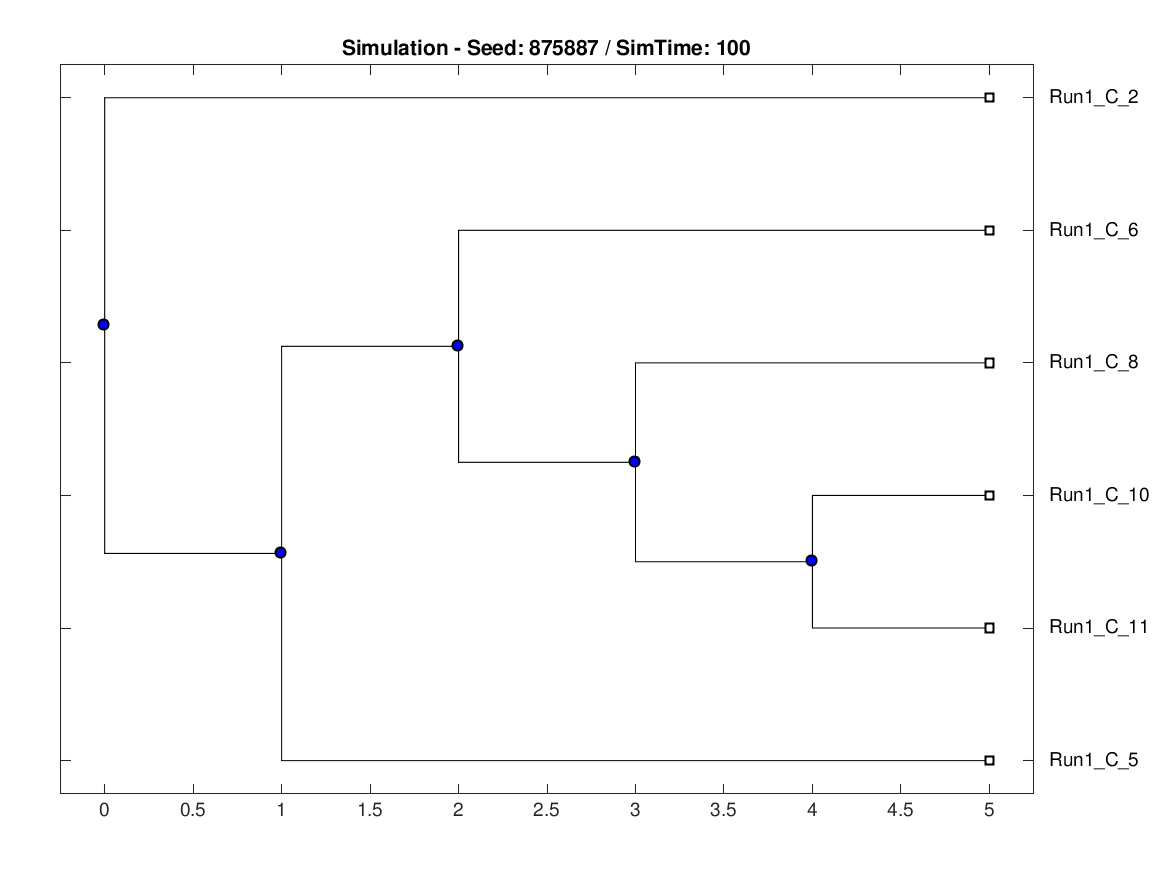 Simulation - Seed: 875887 / SimTime: 100
Run1_C_2
Run1_C_6
Run1_C_8
Run1_C_10
Run1_C_11
Run1_C_5
0 0.5 1 1.5 2 2.5 3 3.5 4 4.5 5